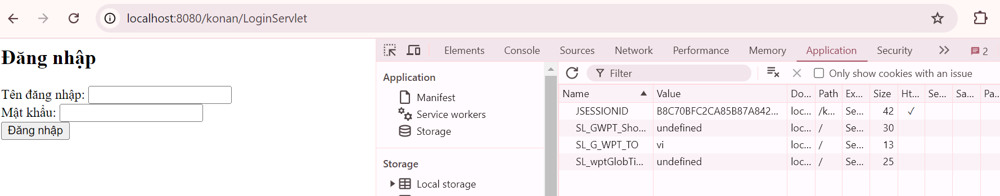 localhost:8080/konan/LoginServlet
Đăng nhập
Tên đăng nhập:
Mật khẩu:
Đăng nhập
Elements Console Sources Network Performance Memory Application Security 2
Application
Manifest
Service workers
Storage
Storage
Local storage
Filter Only show cookies with an issue
Name Value Do... Path Ex... Size Ht... Se... Sa... Pa...
JSESSIONID B8C70BFC2CA85B87A842... loc... /k... Se... 42 ✓
SL_GWPT_Sho... undefined loc... / Se... 30
SL_G_WPT_TO vi loc... / Se... 13
SL_wptGlobTi... undefined loc... / Se... 25